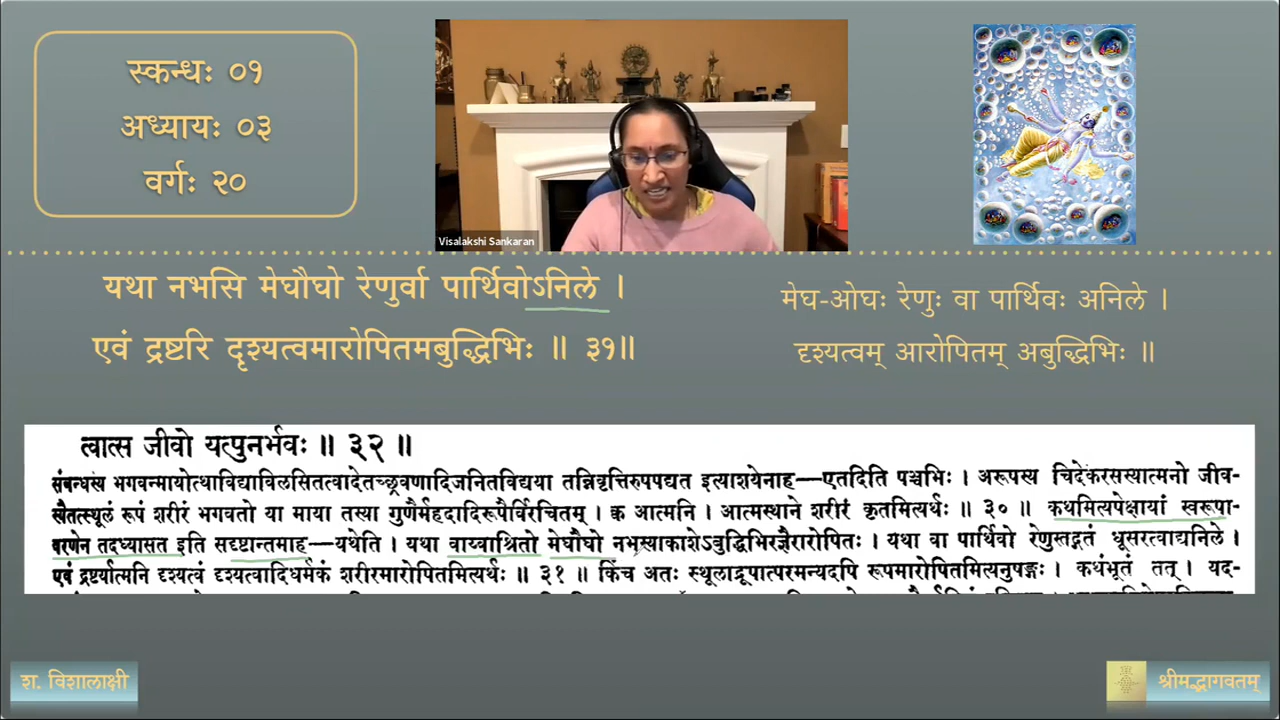 स्कन्धः ०१
अध्यायः ०३
वर्गः २०
Visalakshi Sankaran
यथा नभसि मेघौघो रेणुर्वा पार्थिवोऽनिले ।
एवं द्रष्टरि दृश्यत्वमारोपितमबुद्धिभिः ॥ ३१॥
मेघ-ओघः रेणुः वा पार्थिवः अनिले ।
दृश्यत्वम् आरोपितम् अबुद्धिभिः ॥
त्वात्स जीवो यत्पुनर्भवः ॥ ३२ ॥
संबन्धस्य भगवन्मायोत्थाविद्याविलसितत्वादेतच्छ्रवणादिजनितविद्यया तन्निवृत्तिरुपपद्यत इत्याशयेनाह—एतदिति पञ्चभिः । अरूपस्य चिदेकरसस्यात्मनो जीव-
स्यैतत्स्थूलं रूपं शरीरं भगवतो या माया तस्या गुणैर्महदादिरूपैर्विरचितम् । क्व आत्मनि । आत्मस्थाने शरीरं कृतमित्यर्थः ॥ ३० ॥ कथमित्यपेक्षायां स्वरूपा-
वरणेन तदध्यासत इति सदृष्टान्तमाह—यथेति । यथा वाय्वाश्रितो मेघौघो नभस्याकाशेऽबुद्धिभिरज्ञैरारोपितः । यथा वा पार्थिवो रेणुस्तद्गतं धूसरत्वाद्यनिले ।
एवं द्रष्टर्यात्मनि दृश्यत्वं दृश्यत्वादिधर्मकं शरीरमारोपितमित्यर्थः ॥ ३१ ॥ किंच अतः स्थूलाद्रूपात्परमन्यदपि रूपमारोपितमित्यनुषङ्गः । कथंभूतं तत् । यद-
श. विशालाक्षी
श्रीमद्भागवतम्